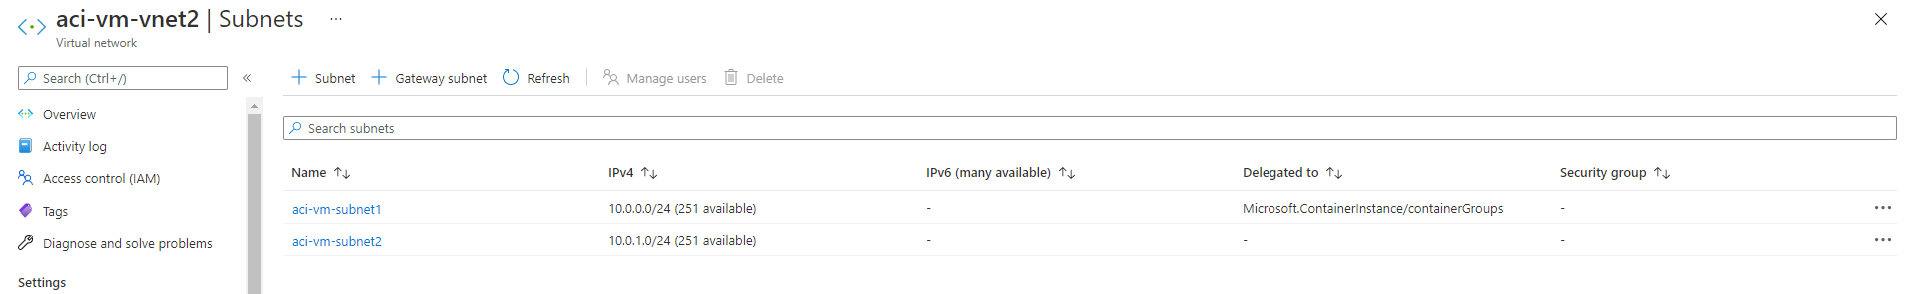 aci-vm-vnet2 | Subnets ...
Virtual network
Search (Ctrl+/)
«
Subnet
Gateway subnet
Refresh
Manage users
Delete
Overview
Activity log
Access control (IAM)
Tags
Diagnose and solve problems
Settings
Search subnets
Name ↑↓ IPv4 ↑↓ IPv6 (many available) ↑↓ Delegated to ↑↓ Security group ↑↓
aci-vm-subnet1 10.0.0.0/24 (251 available) - Microsoft.ContainerInstance/containerGroups - ...
aci-vm-subnet2 10.0.1.0/24 (251 available) - - - ...